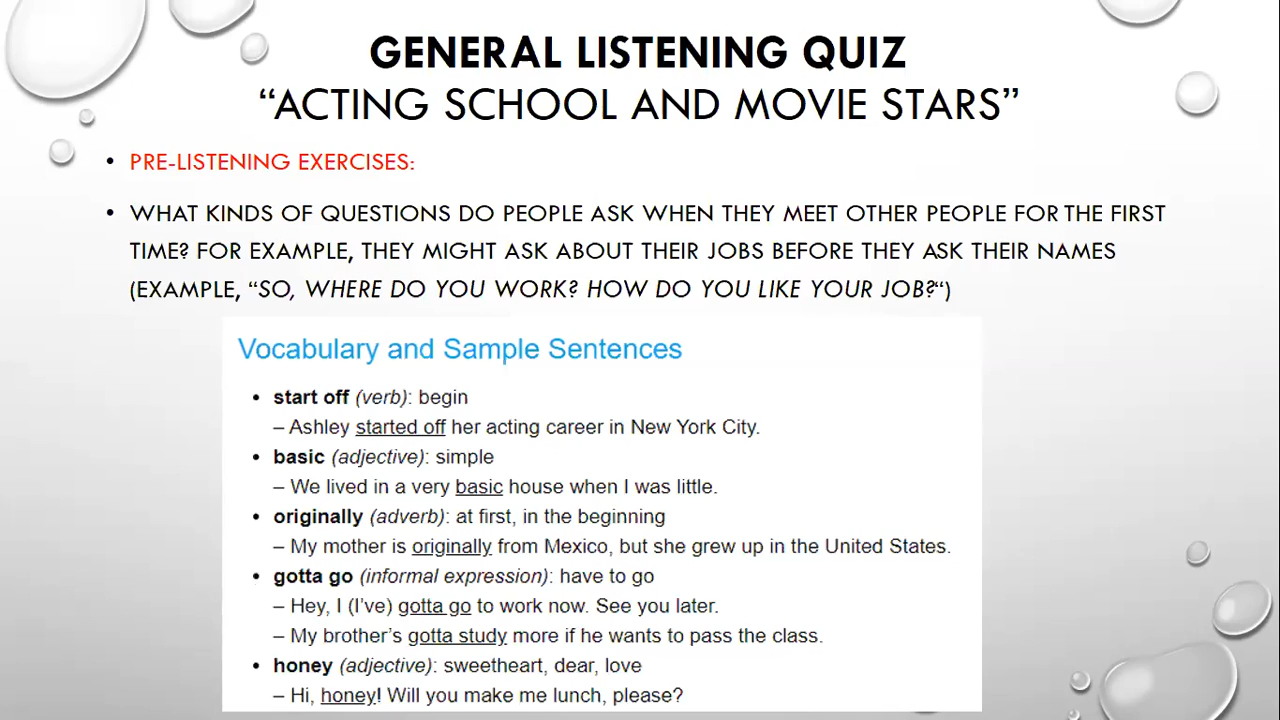 GENERAL LISTENING QUIZ
“ACTING SCHOOL AND MOVIE STARS”
• PRE-LISTENING EXERCISES:
• WHAT KINDS OF QUESTIONS DO PEOPLE ASK WHEN THEY MEET OTHER PEOPLE FOR THE FIRST
TIME? FOR EXAMPLE, THEY MIGHT ASK ABOUT THEIR JOBS BEFORE THEY ASK THEIR NAMES
(EXAMPLE, “SO, WHERE DO YOU WORK? HOW DO YOU LIKE YOUR JOB?“)
Vocabulary and Sample Sentences
• start off (verb): begin
– Ashley started off her acting career in New York City.
• basic (adjective): simple
– We lived in a very basic house when I was little.
• originally (adverb): at first, in the beginning
– My mother is originally from Mexico, but she grew up in the United States.
• gotta go (informal expression): have to go
– Hey, I (I’ve) gotta go to work now. See you later.
– My brother’s gotta study more if he wants to pass the class.
• honey (adjective): sweetheart, dear, love
– Hi, honey! Will you make me lunch, please?